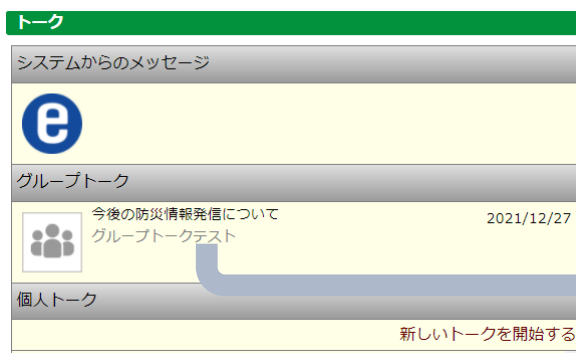 トーク
システムからのメッセージ
e
グループトーク
今後の防災情報発信について 2021/12/27
グループトークテスト
個人トーク
新しいトークを開始する